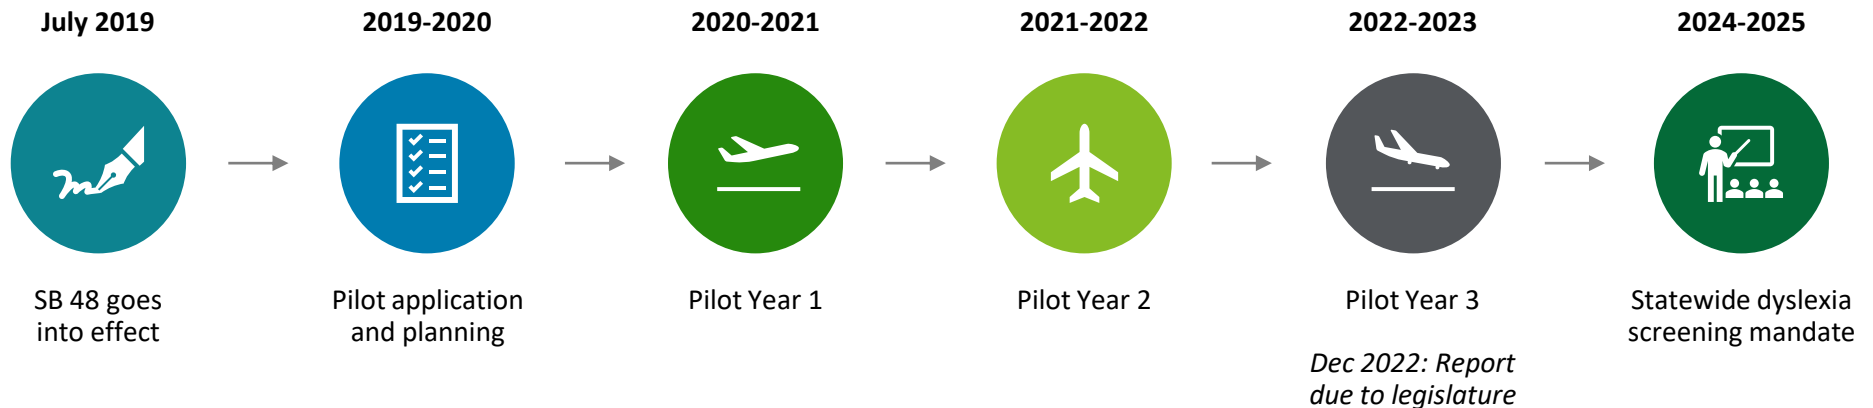 July 2019
SB 48 goes
into effect
2019-2020
Pilot application
and planning
2020-2021
Pilot Year 1
2021-2022
Pilot Year 2
2022-2023
Pilot Year 3
Dec 2022: Report
due to legislature
2024-2025
Statewide dyslexia
screening mandate